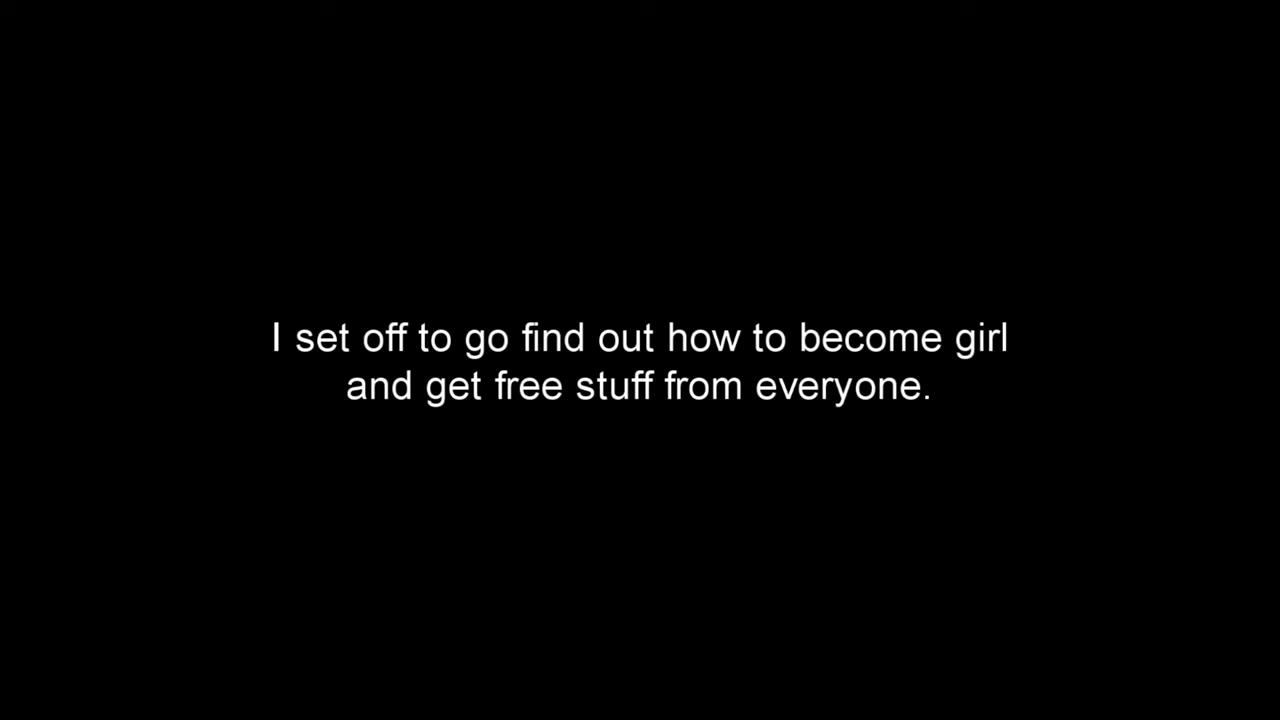 I set off to go find out how to become girl
and get free stuff from everyone.